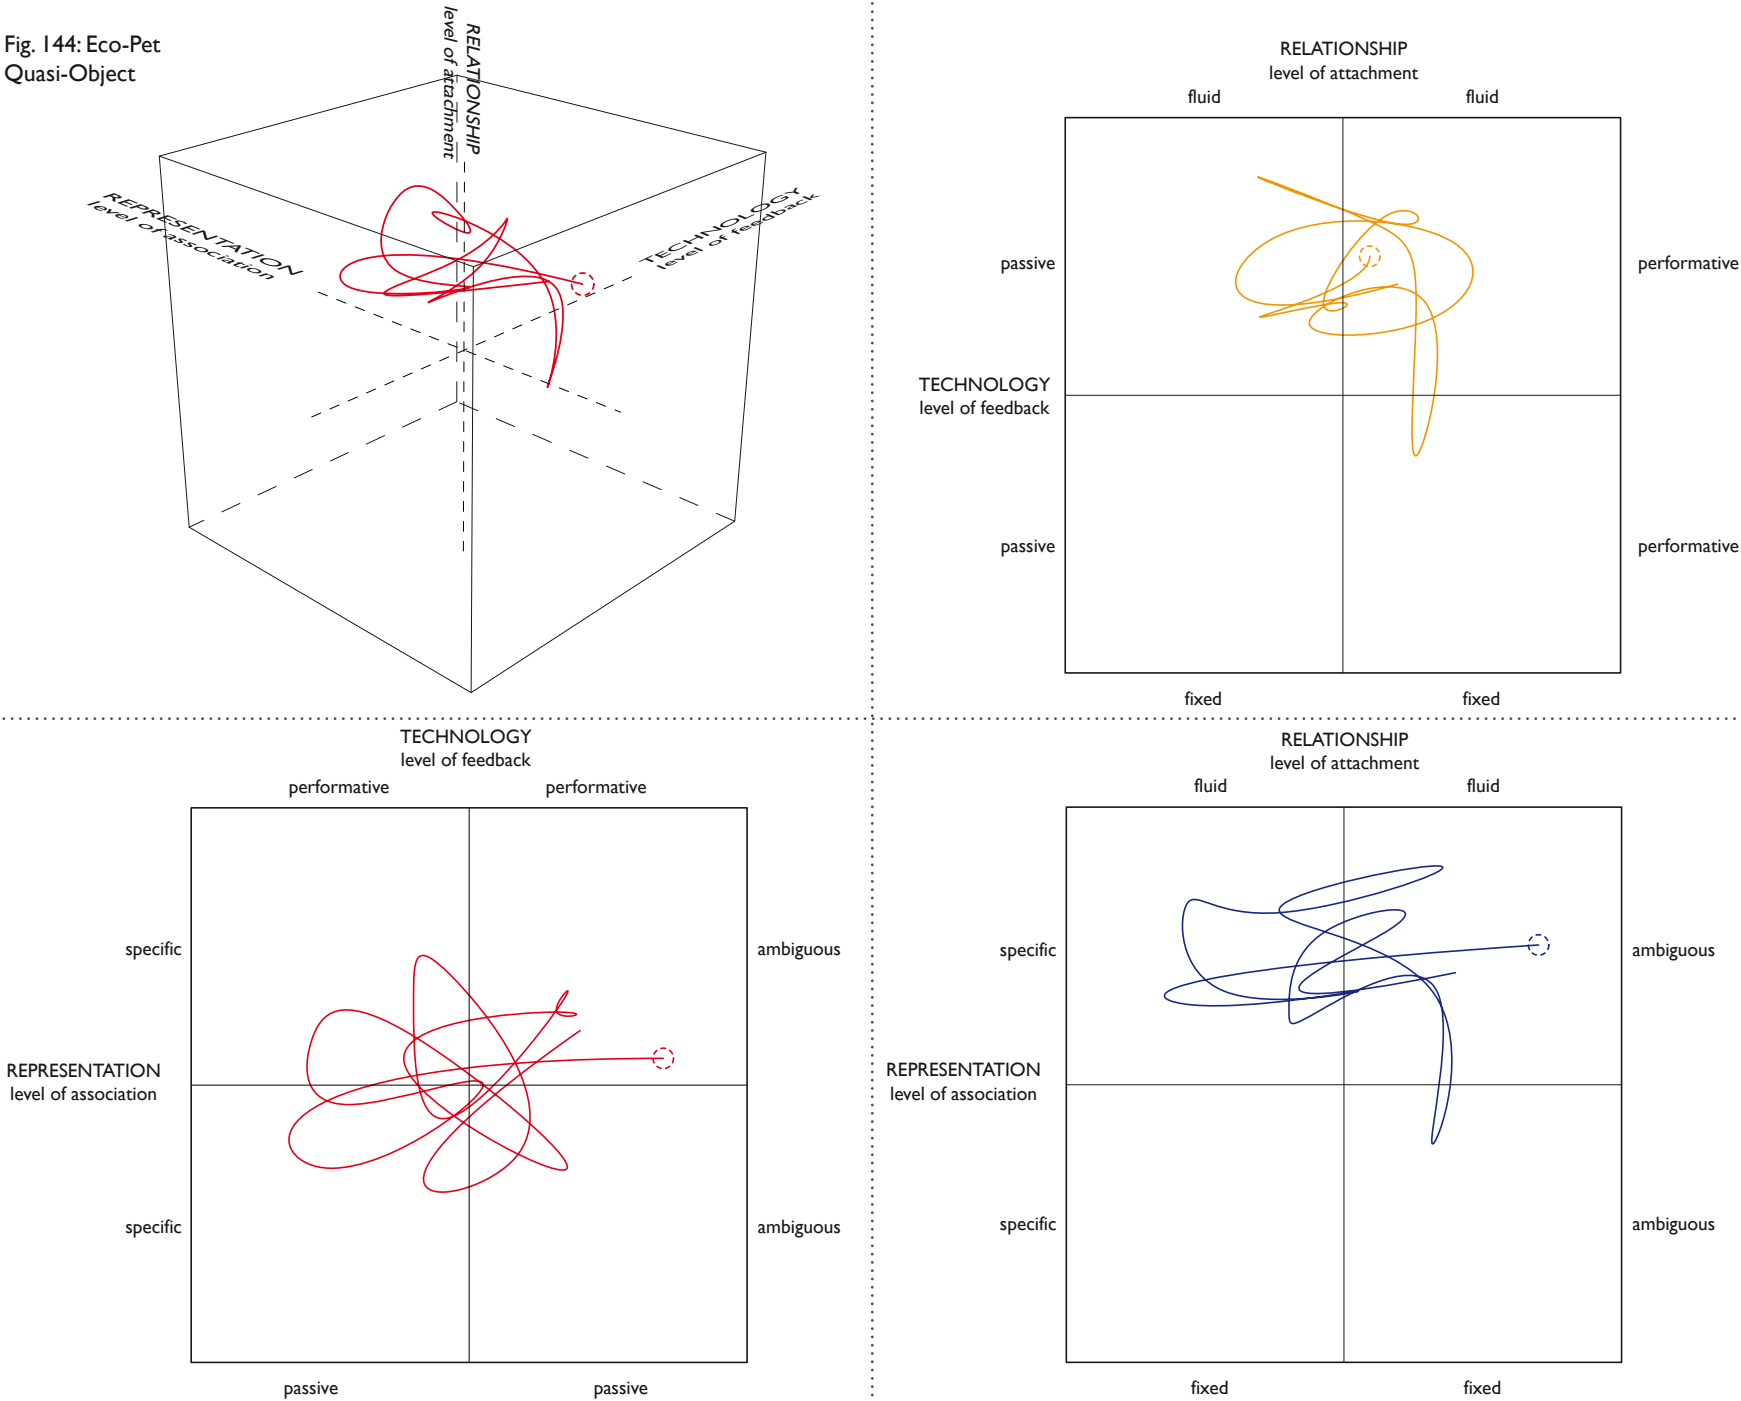 Fig. 144: Eco-Pet
Quasi-Object
RELATIONSHIP
level of attachment
REPRESENTATION
level of association
TECHNOLOGY
level of feedback
RELATIONSHIP
level of attachment
fluid
fluid
passive
performative
TECHNOLOGY
level of feedback
passive
performative
fixed
fixed
TECHNOLOGY
level of feedback
performative
performative
specific
ambiguous
REPRESENTATION
level of association
specific
ambiguous
passive
passive
RELATIONSHIP
level of attachment
fluid
fluid
specific
ambiguous
REPRESENTATION
level of association
specific
ambiguous
fixed
fixed